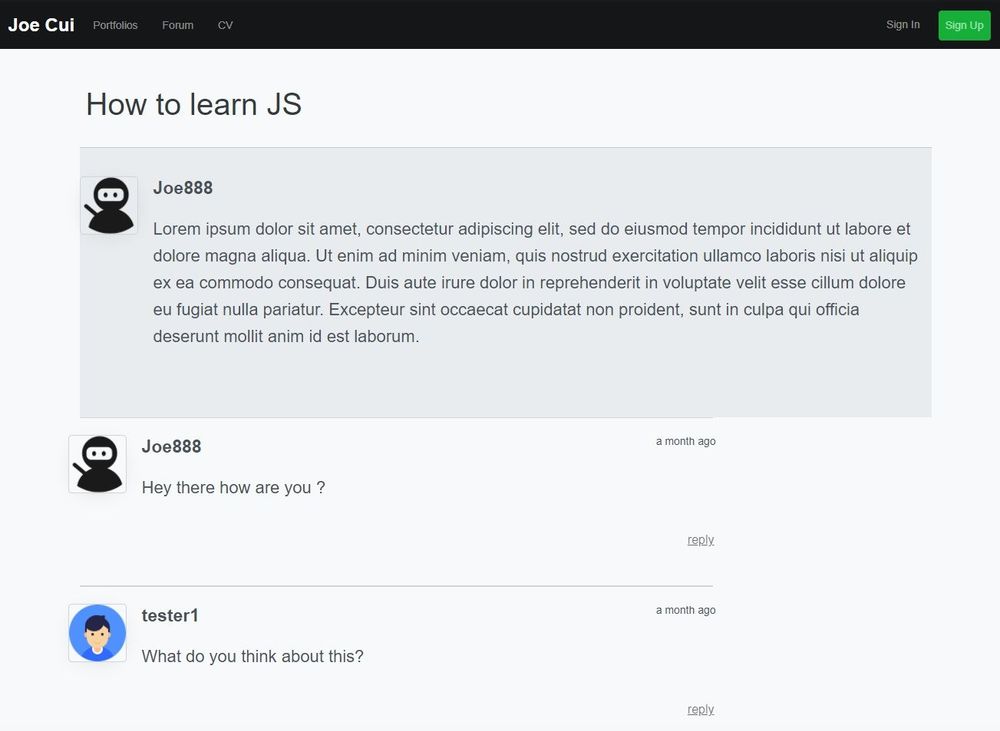 Joe Cui Portfolios Forum CV Sign In Sign Up
How to learn JS
Joe888
Lorem ipsum dolor sit amet, consectetur adipiscing elit, sed do eiusmod tempor incididunt ut labore et
dolore magna aliqua. Ut enim ad minim veniam, quis nostrud exercitation ullamco laboris nisi ut aliquip
ex ea commodo consequat. Duis aute irure dolor in reprehenderit in voluptate velit esse cillum dolore
eu fugiat nulla pariatur. Excepteur sint occaecat cupidatat non proident, sunt in culpa qui officia
deserunt mollit anim id est laborum.
Joe888 a month ago
Hey there how are you ?
reply
tester1 a month ago
What do you think about this?
reply